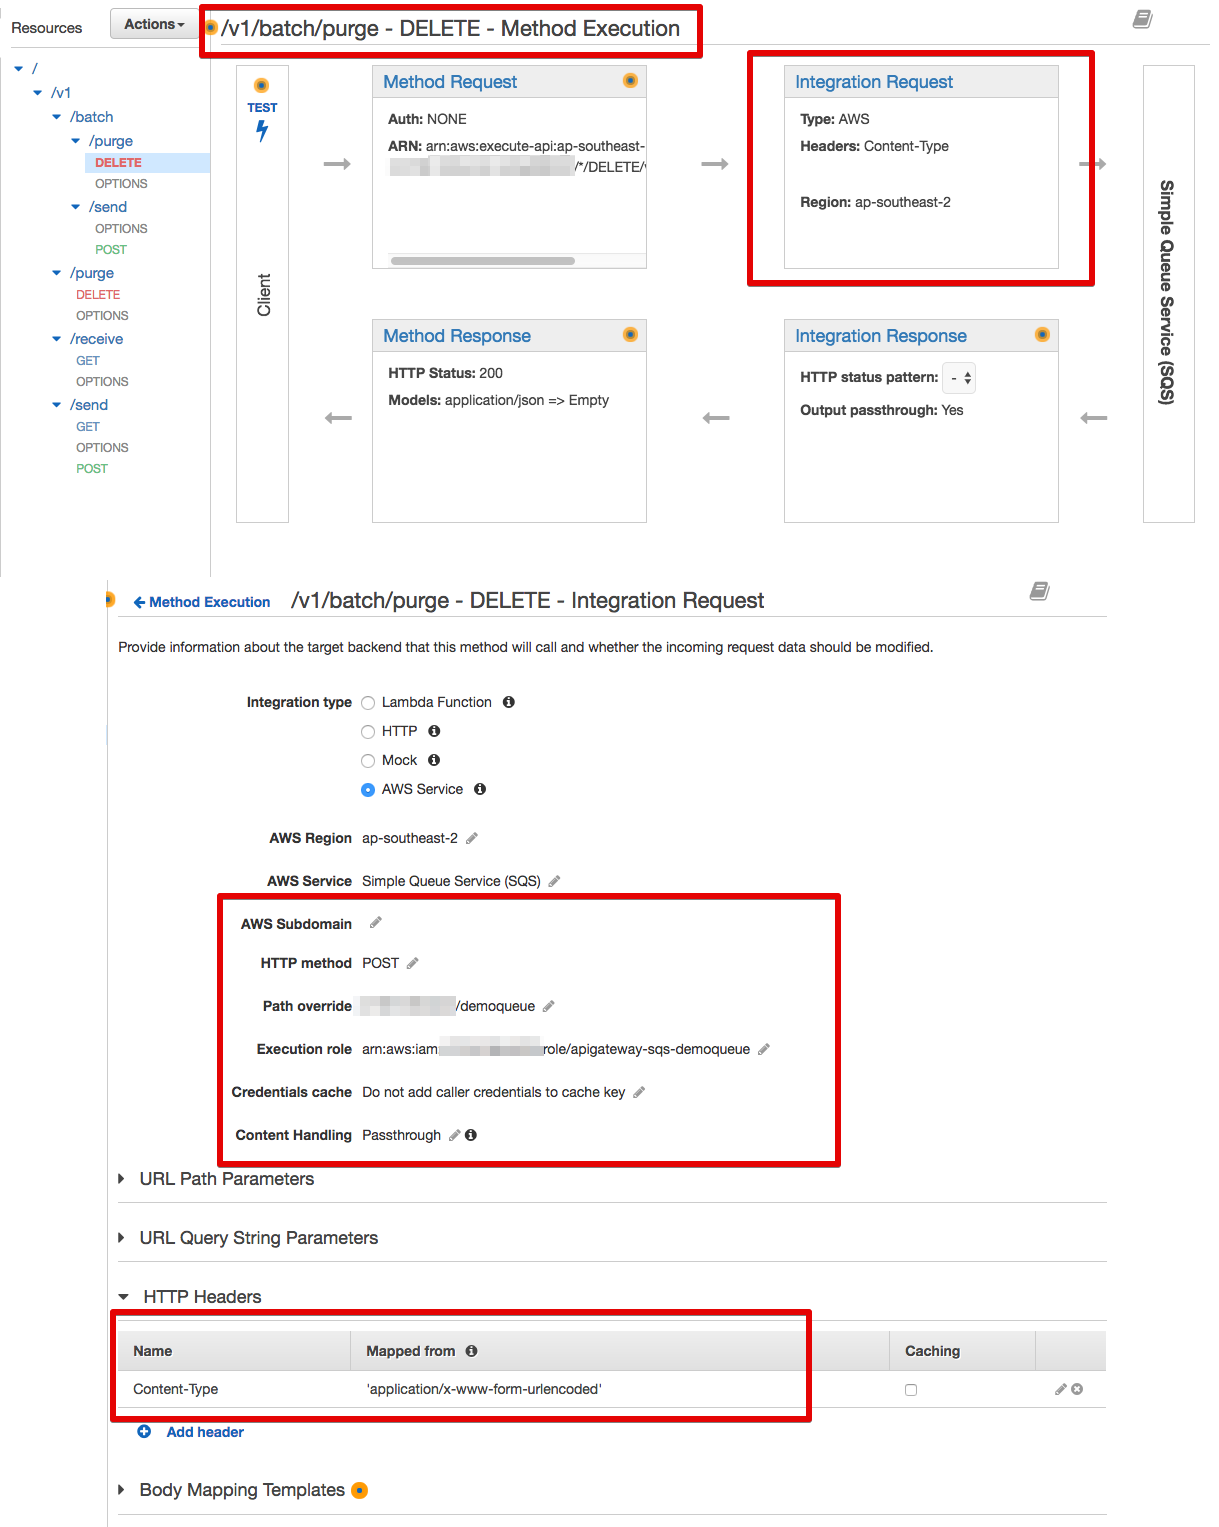 Resources
Actions
/v1/batch/purge - DELETE - Method Execution
/
/v1
/batch
/purge
DELETE
OPTIONS
/send
OPTIONS
POST
/purge
DELETE
OPTIONS
/receive
GET
OPTIONS
/send
GET
OPTIONS
POST
TEST
Client
Method Request
Auth: NONE
ARN: arn:aws:execute-api:ap-southeast-
/*/DELETE/
Integration Request
Type: AWS
Headers: Content-Type
Region: ap-southeast-2
Simple Queue Service (SQS)
Method Response
HTTP Status: 200
Models: application/json => Empty
Integration Response
HTTP status pattern: -
Output passthrough: Yes
Method Execution /v1/batch/purge - DELETE - Integration Request
Provide information about the target backend that this method will call and whether the incoming request data should be modified.
Integration type Lambda Function
HTTP
Mock
AWS Service
AWS Region ap-southeast-2
AWS Service Simple Queue Service (SQS)
AWS Subdomain
HTTP method POST
Path override /demoqueue
Execution role arn:aws:iam: role/apigateway-sqs-demoqueue
Credentials cache Do not add caller credentials to cache key
Content Handling Passthrough
URL Path Parameters
URL Query String Parameters
HTTP Headers
Name Mapped from Caching
Content-Type 'application/x-www-form-urlencoded'
Add header
Body Mapping Templates